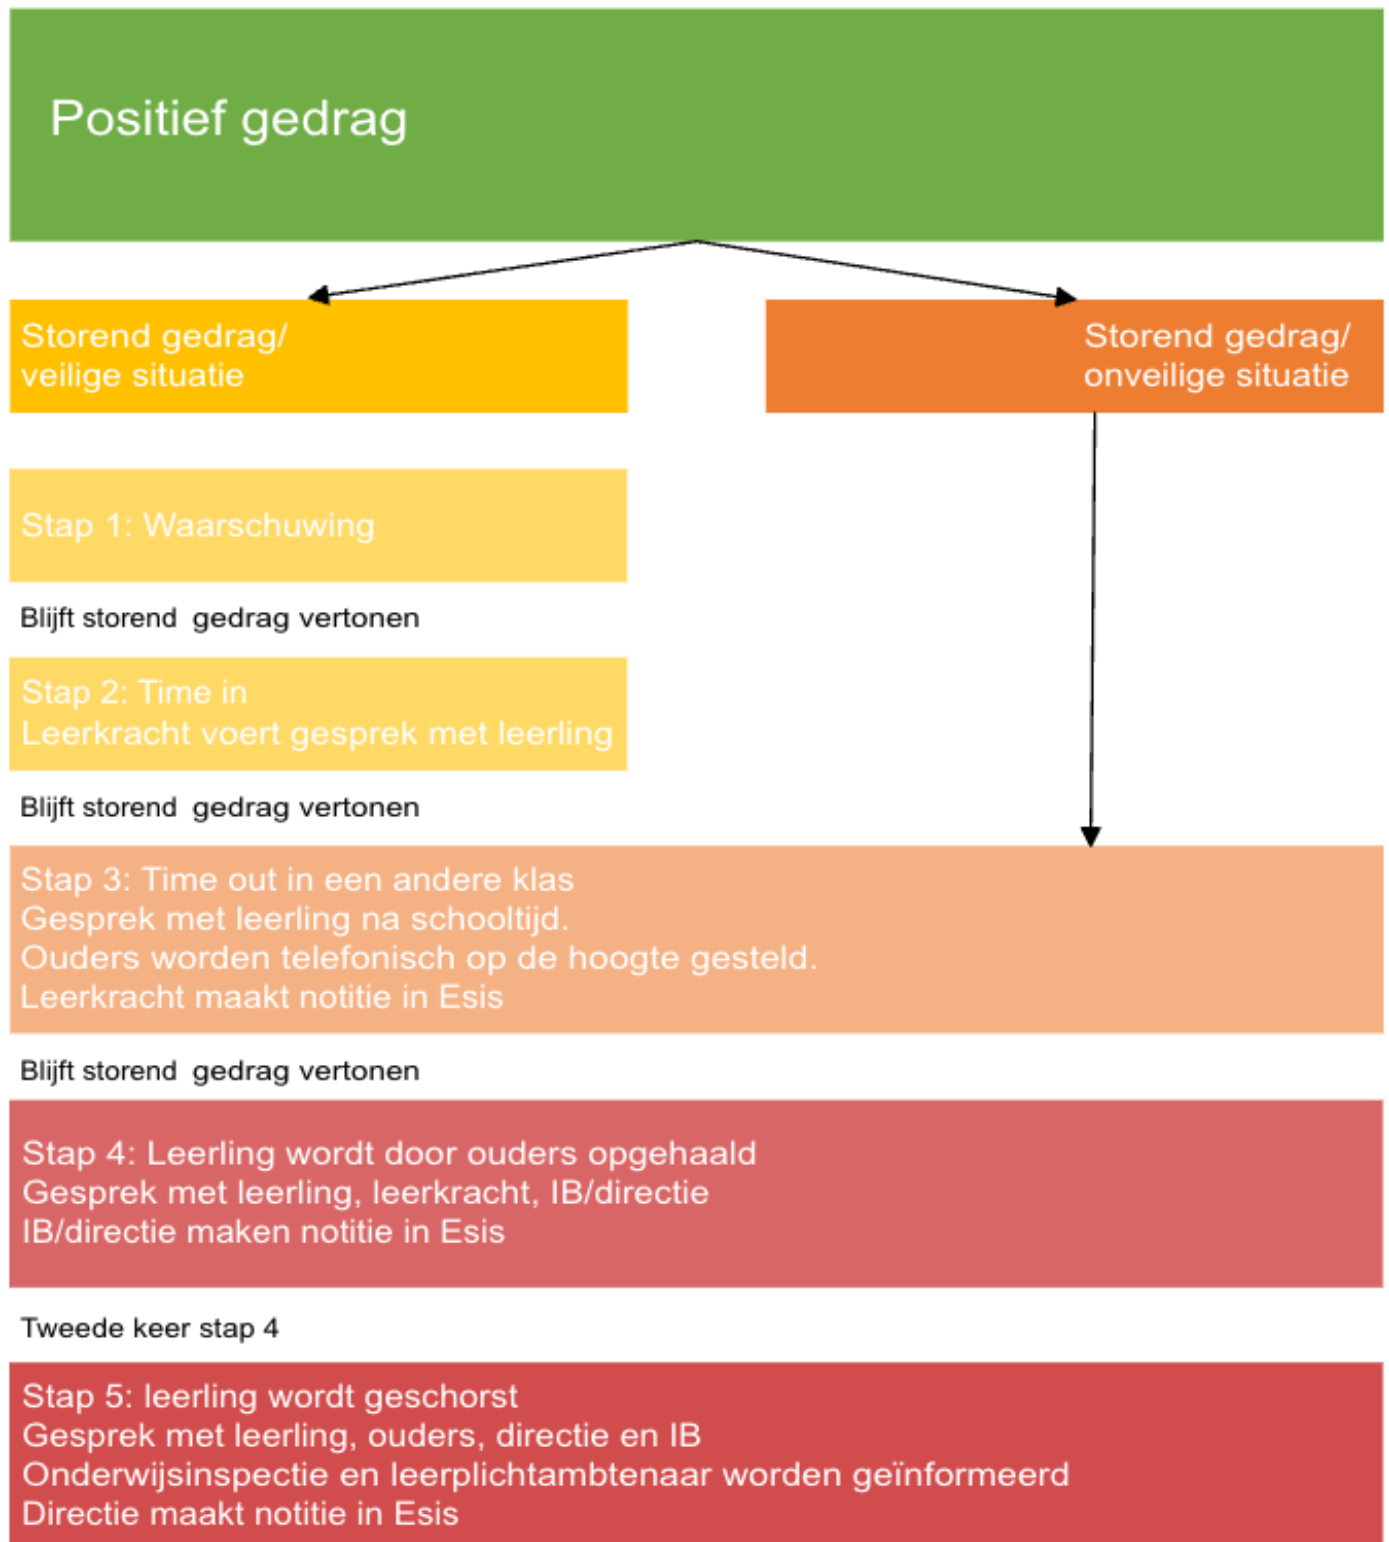 Positief gedrag
Storend gedrag/
veilige situatie
Storend gedrag/
onveilige situatie
Stap 1: Waarschuwing
Blijft storend gedrag vertonen
Stap 2: Time in
Leerkracht voert gesprek met leerling
Blijft storend gedrag vertonen
Stap 3: Time out in een andere klas
Gesprek met leerling na schooltijd.
Ouders worden telefonisch op de hoogte gesteld.
Leerkracht maakt notitie in Esis
Blijft storend gedrag vertonen
Stap 4: Leerling wordt door ouders opgehaald
Gesprek met leerling, leerkracht, IB/directie
IB/directie maken notitie in Esis
Tweede keer stap 4
Stap 5: leerling wordt geschorst
Gesprek met leerling, ouders, directie en IB
Onderwijsinspectie en leerplichtambtenaar worden geïnformeerd
Directie maakt notitie in Esis